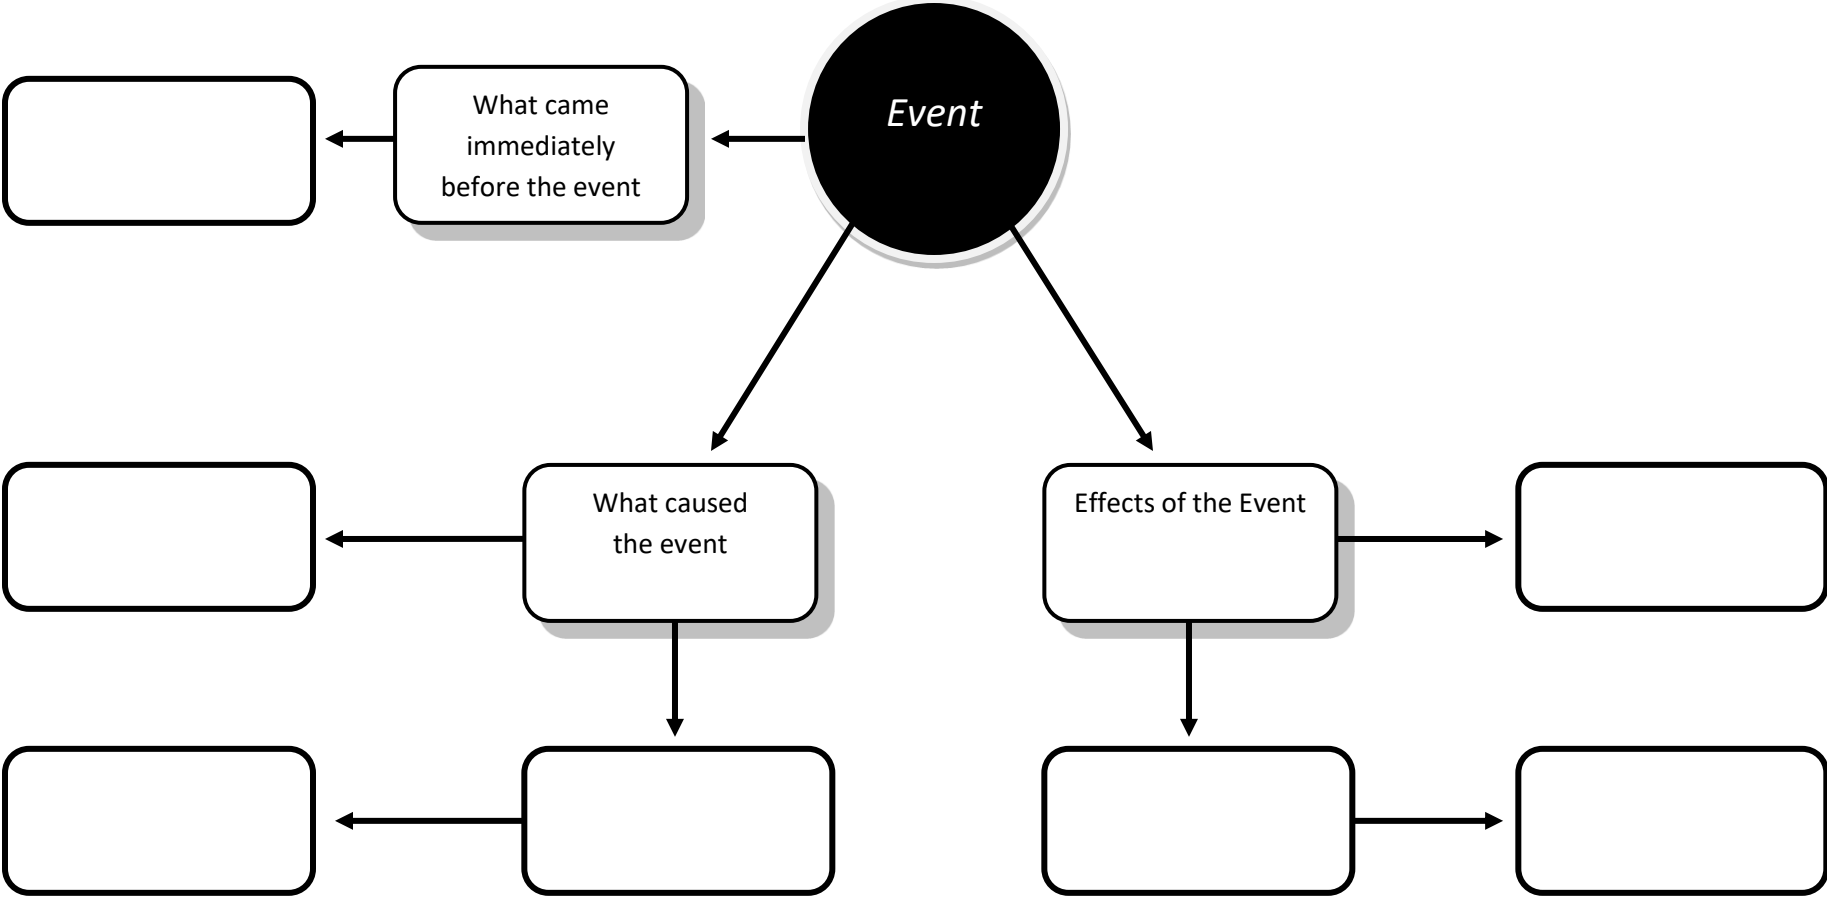 Event
What came
immediately
before the event
What caused
the event
Effects of the Event